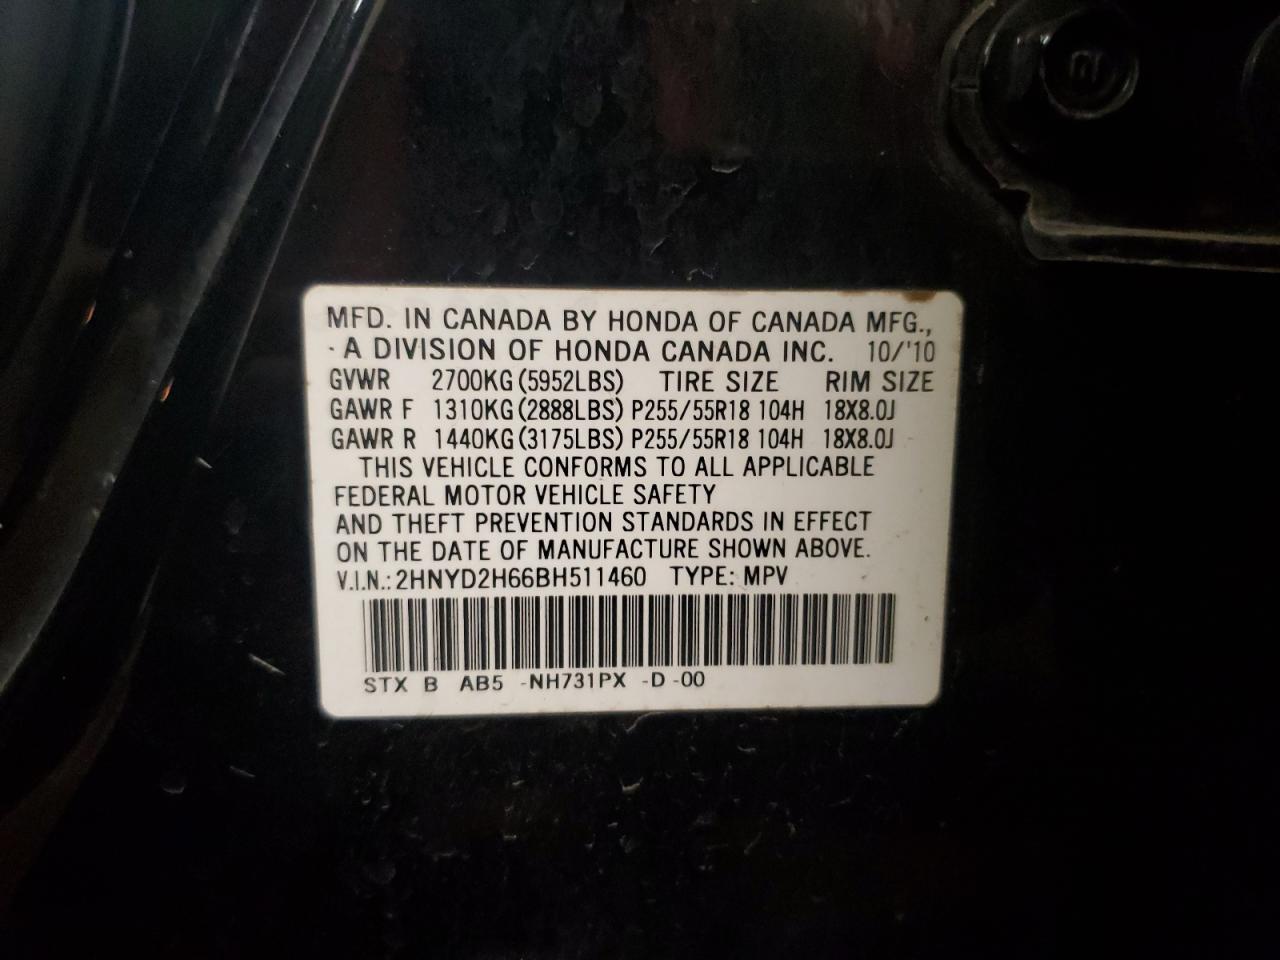 MFD. IN CANADA BY HONDA OF CANADA MFG.,
- A DIVISION OF HONDA CANADA INC. 10/'10
GVWR 2700KG (5952LBS) TIRE SIZE RIM SIZE
GAWR F 1310KG (2888LBS) P255/55R18 104H 18X8.0J
GAWR R 1440KG (3175LBS) P255/55R18 104H 18X8.0J
THIS VEHICLE CONFORMS TO ALL APPLICABLE
FEDERAL MOTOR VEHICLE SAFETY
AND THEFT PREVENTION STANDARDS IN EFFECT
ON THE DATE OF MANUFACTURE SHOWN ABOVE.
V.I.N.: 2HNYD2H66BH511460 TYPE: MPV
STX B AB5 -NH731PX -D -00